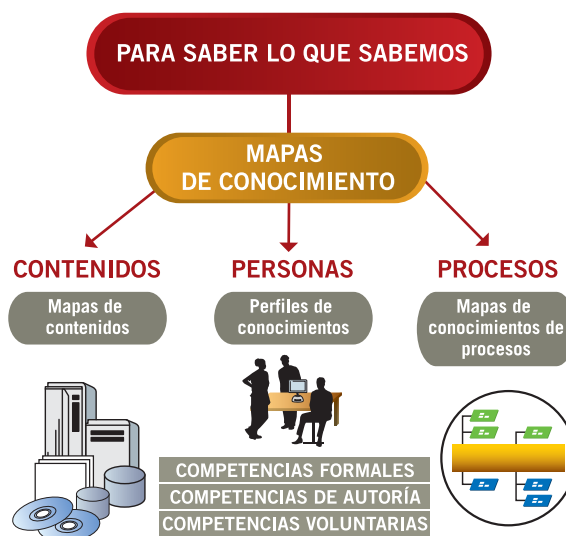 PARA SABER LO QUE SABEMOS
MAPAS
DE CONOCIMIENTO
CONTENIDOS
Mapas de
contenidos
PERSONAS
Perfiles de
conocimientos
PROCESOS
Mapas de
conocimientos de
procesos
COMPETENCIAS FORMALES
COMPETENCIAS DE AUTORÍA
COMPETENCIAS VOLUNTARIAS